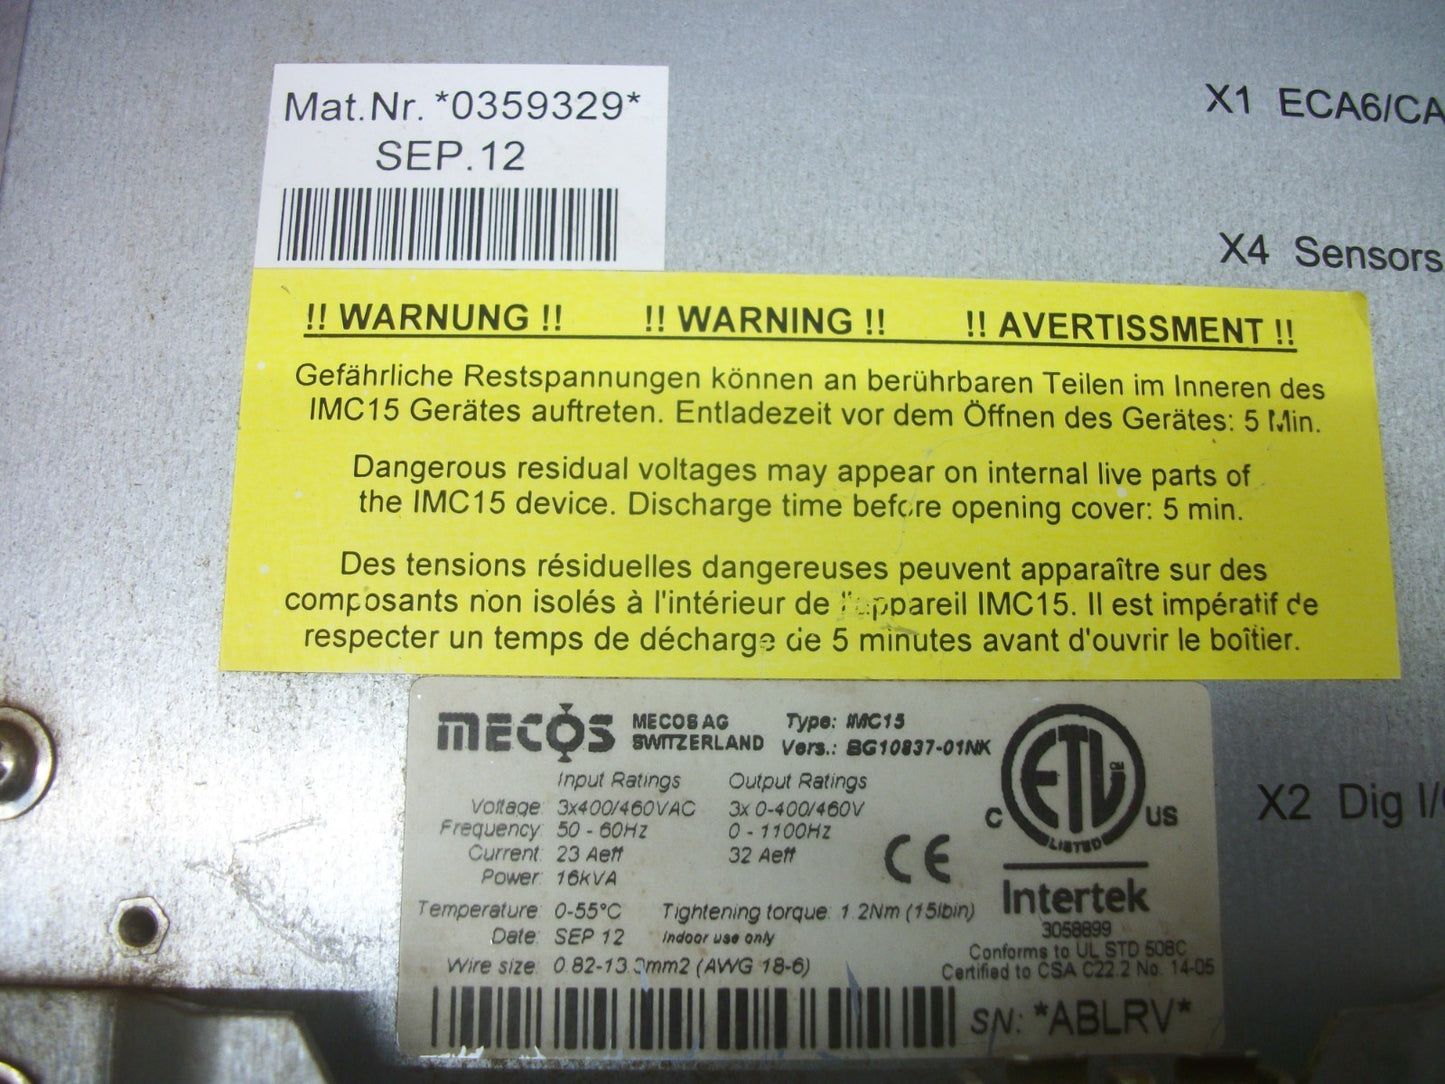 Mat.Nr. *0359329*
SEP.12
X1 ECA6/CA
X4 Sensors
!! WARNUNG !! !! WARNING !! !! AVERTISSMENT !!
Gefährliche Restspannungen können an berührbaren Teilen im Inneren des
IMC15 Gerätes auftreten. Entladezeit vor dem Öffnen des Gerätes: 5 Min.
Dangerous residual voltages may appear on internal live parts of
the IMC15 device. Discharge time before opening cover: 5 min.
Des tensions résiduelles dangereuses peuvent apparaître sur des
composants non isolés à l'intérieur de l'appareil IMC15. Il est impératif de
respecter un temps de décharge de 5 minutes avant d'ouvrir le boîtier.
MECOS MECOS AG Type: IMC15
SWITZERLAND Vers.: BG10837-01NK
Input Ratings Output Ratings
Voltage: 3x400/460VAC 3x 0-400/460V
Frequency: 50 - 60Hz 0 - 1100Hz
Current: 23 Aeff 32 Aeff
Power: 16kVA
CE
Temperature: 0-55°C Tightening torque: 1.2Nm (15lbin)
Date: SEP 12 Indoor use only
Wire size: 0.82-13.3mm2 (AWG 18-6)
SN: *ABLRV*
ETL CM
C US
LISTED
Intertek
3058899
Conforms to UL STD 508C
Certified to CSA C22.2 No. 14-05
X2 Dig I/